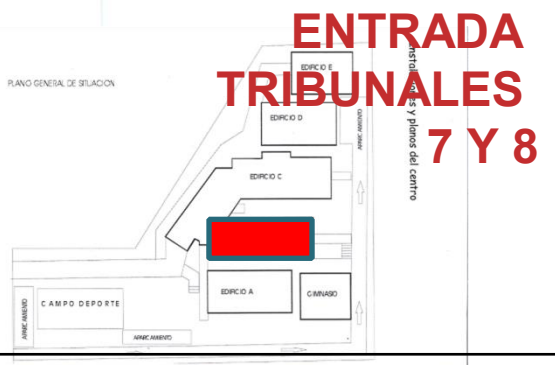 ENTRADA
TRIBUNALES
7 Y 8
PLANO GENERAL DE SITUACION
EDIFICIO E
EDIFICIO D
EDIFICIO C
EDIFICIO A
GIMNASIO
CAMPO DEPORTE
APARCAMIENTO
APARCAMIENTO
APARCAMIENTO
y planos del centro